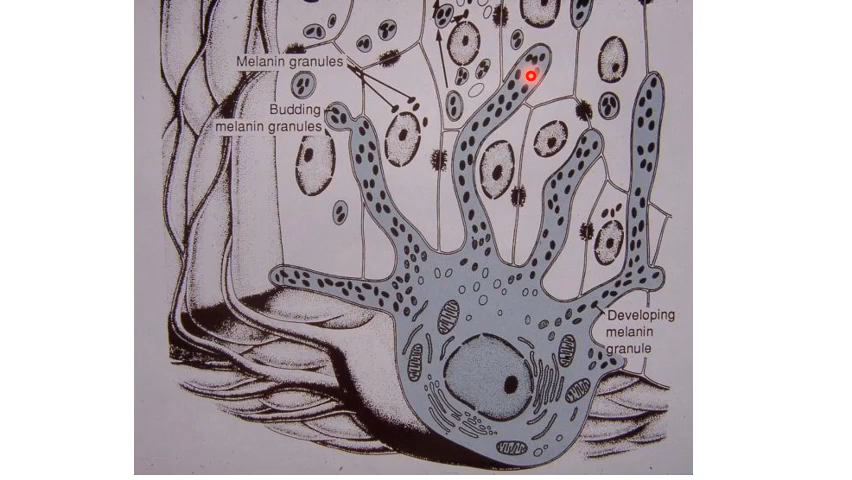 Melanin granules
Budding
melanin granules
Developing
melanin
granule